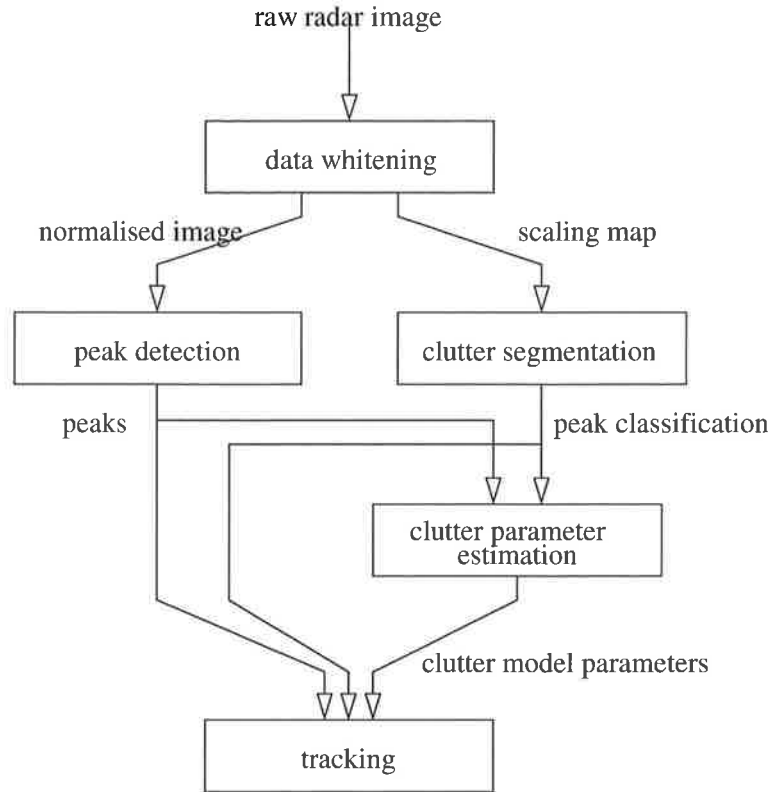 raw radar image
data whitening
normalised image
scaling map
peak detection
clutter segmentation
peaks
peak classification
clutter parameter
estimation
clutter model parameters
tracking